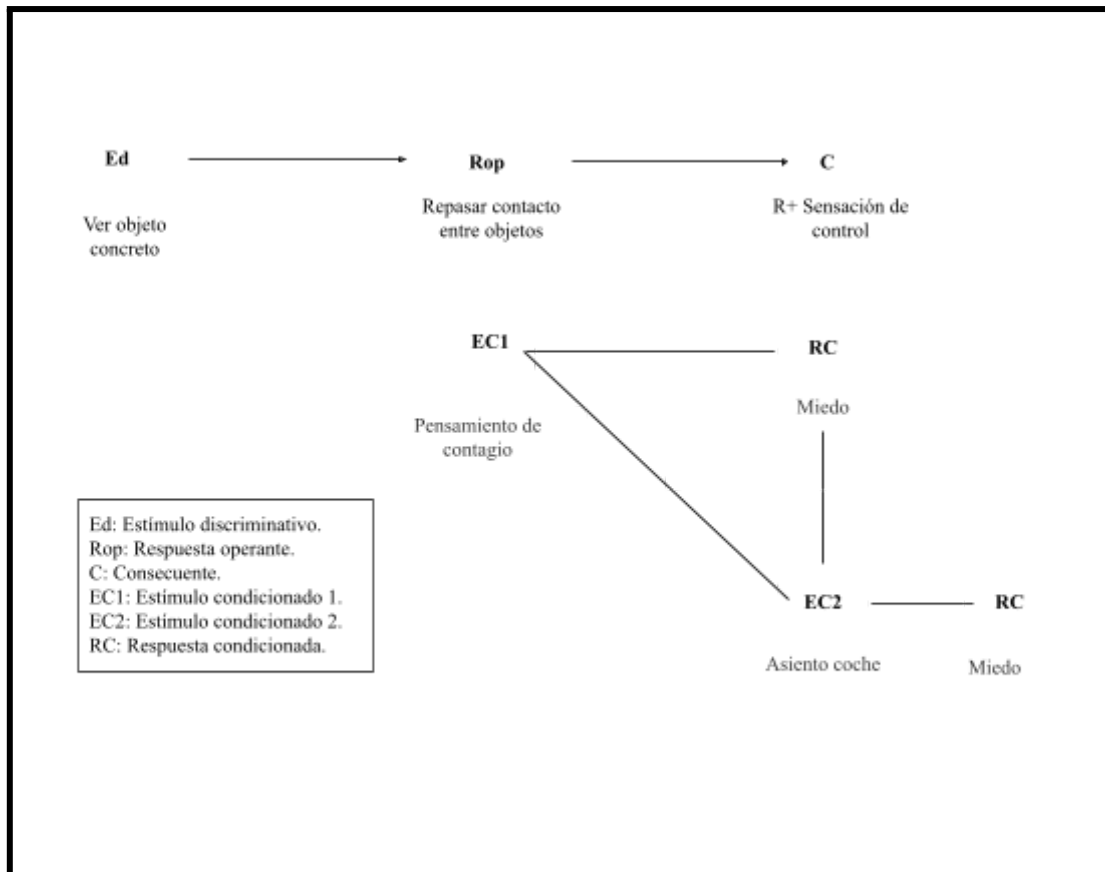 Ed
Rop
C
Ver objeto
concreto
Repasar contacto
entre objetos
R+ Sensación de
control
EC1
RC
Pensamiento de
contagio
Miedo
EC2
RC
Asiento coche
Miedo
Ed: Estímulo discriminativo.
Rop: Respuesta operante.
C: Consecuente.
EC1: Estímulo condicionado 1.
EC2: Estímulo condicionado 2.
RC: Respuesta condicionada.